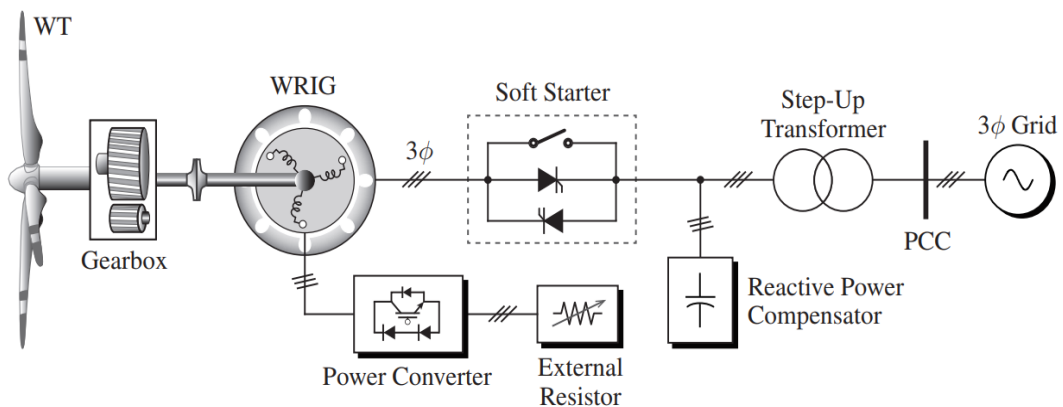 WT
WRIG
Soft Starter
Step-Up
Transformer
3ϕ Grid
3ϕ
Gearbox
PCC
Reactive Power
Compensator
Power Converter
External
Resistor